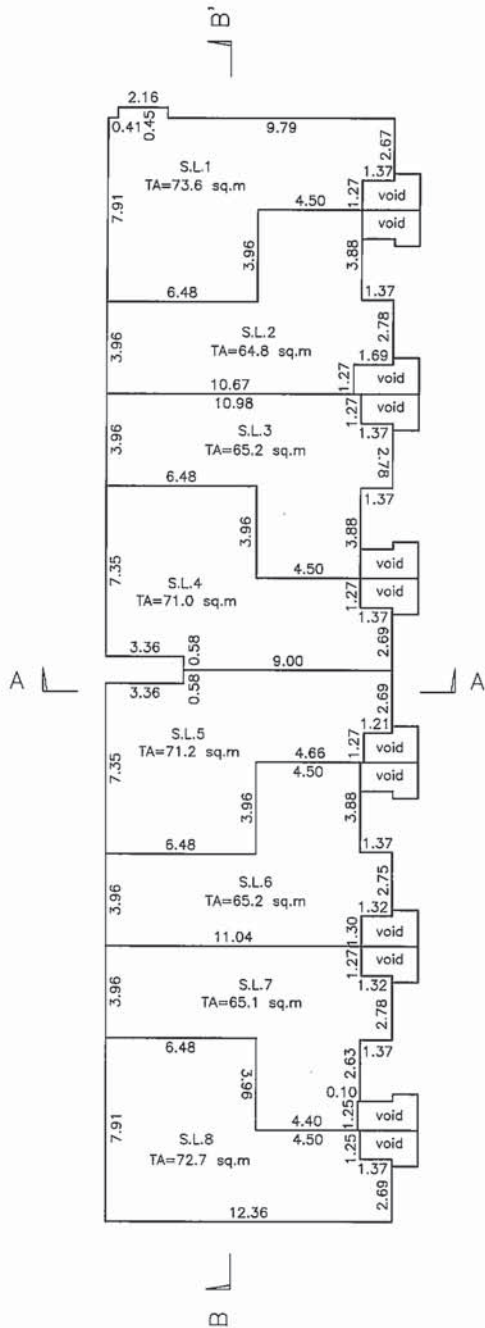 B'
2.16
0.41
0.45
9.79
2.67
S.L.1
TA=73.6 sq.m
1.37
1.27
void
7.91
4.50
void
3.96
3.88
6.48
1.37
S.L.2
TA=64.8 sq.m
2.78
3.96
1.69
1.27
void
10.67
10.98
1.27
void
3.96
S.L.3
TA=65.2 sq.m
1.37
2.78
6.48
1.37
3.96
3.88
7.35
S.L.4
TA=71.0 sq.m
void
4.50
1.27
void
1.37
3.36
0.58
2.69
A
9.00
A
3.36
0.58
2.69
S.L.5
TA=71.2 sq.m
1.21
7.35
4.66
1.27
void
4.50
void
3.96
3.88
6.48
1.37
S.L.6
TA=65.2 sq.m
2.75
3.96
1.32
1.30
void
11.04
1.27
void
3.96
S.L.7
TA=65.1 sq.m
1.32
2.78
6.48
2.63
1.37
3.96
0.10
1.25
void
4.40
7.91
S.L.8
TA=72.7 sq.m
4.50
1.25
void
1.37
2.69
12.36
B